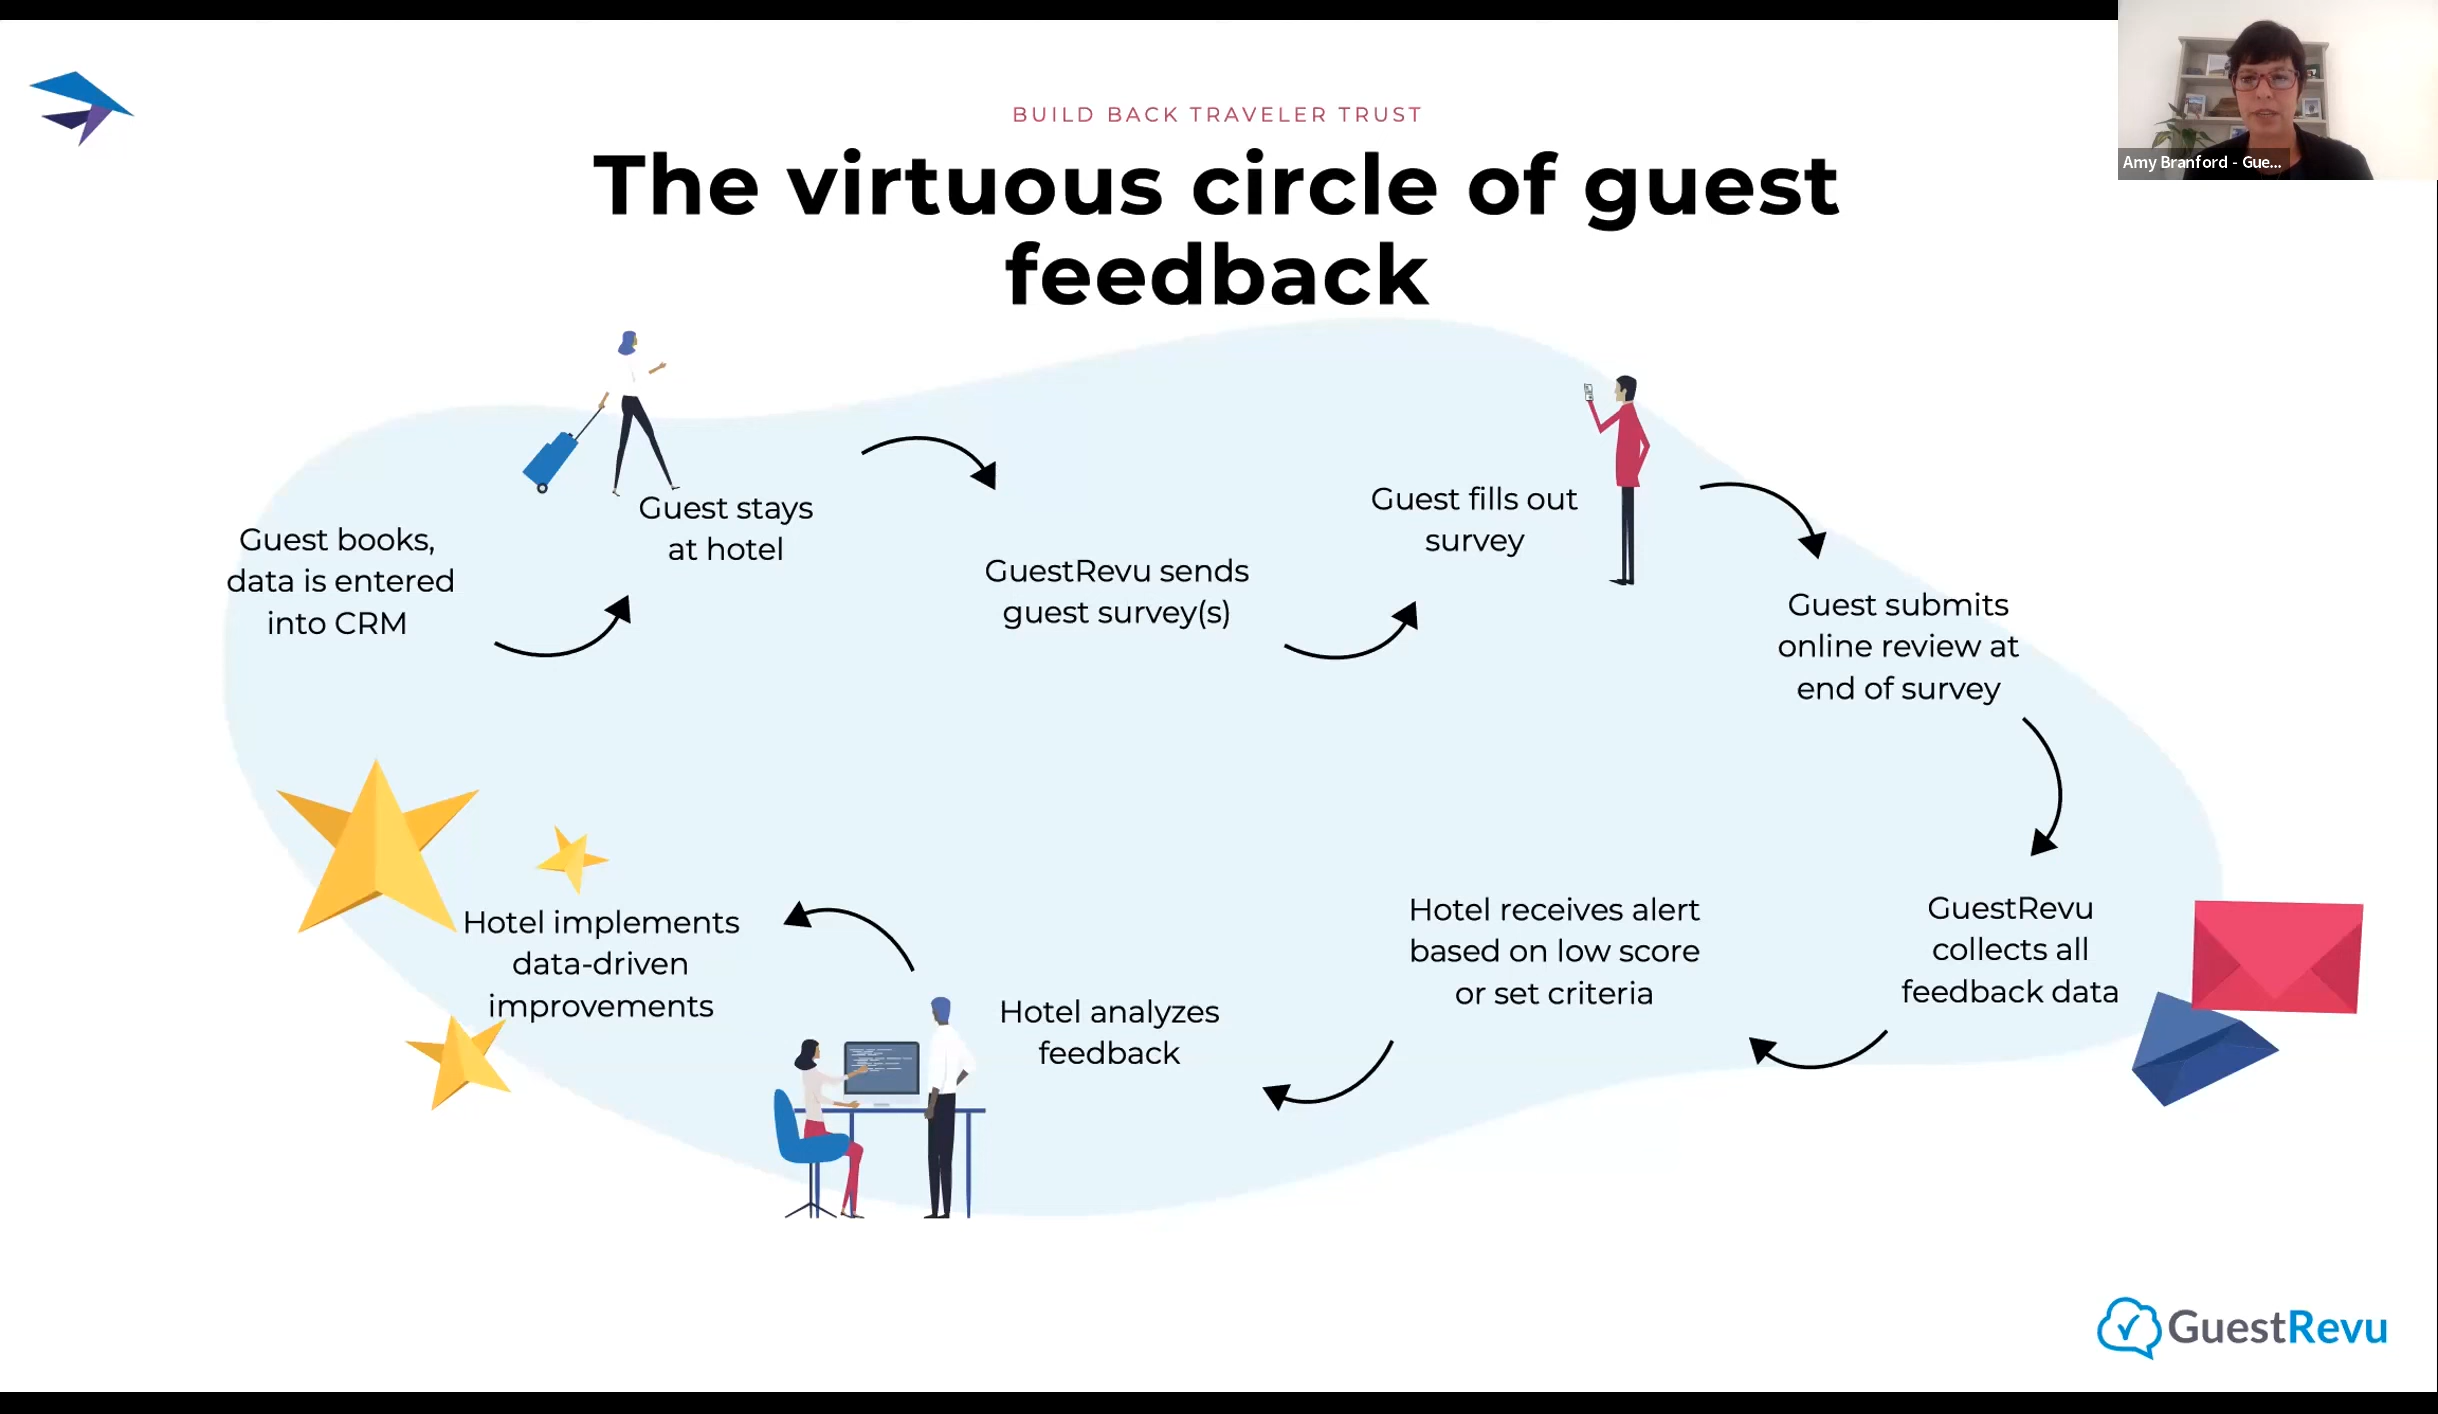 BUILD BACK TRAVELER TRUST
The virtuous circle of guest
feedback
Amy Branford - Gue...
Guest books,
data is entered
into CRM
Guest stays
at hotel
GuestRevu sends
guest survey(s)
Guest fills out
survey
Guest submits
online review at
end of survey
GuestRevu
collects all
feedback data
Hotel receives alert
based on low score
or set criteria
Hotel analyzes
feedback
Hotel implements
data-driven
improvements
GuestRevu